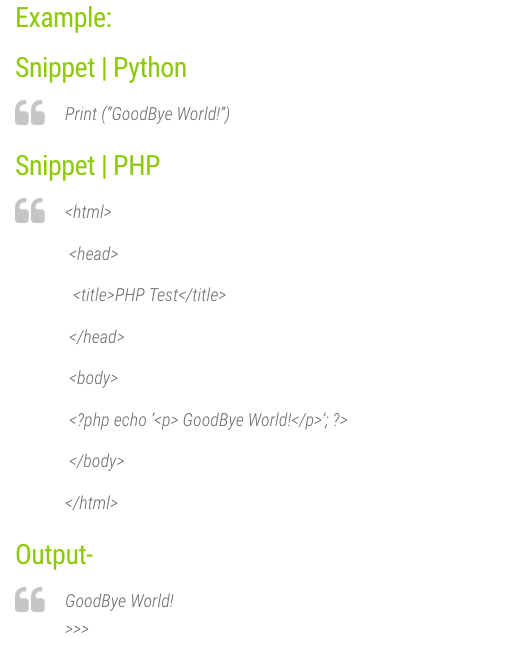 Example:
Snippet | Python
Print (“GoodBye World!“)
Snippet | PHP
<html>
<head>
<title>PHP Test</title>
</head>
<body>
<?php echo ‘<p> GoodBye World!</p>’; ?>
</body>
</html>
Output-
GoodBye World!
>>>